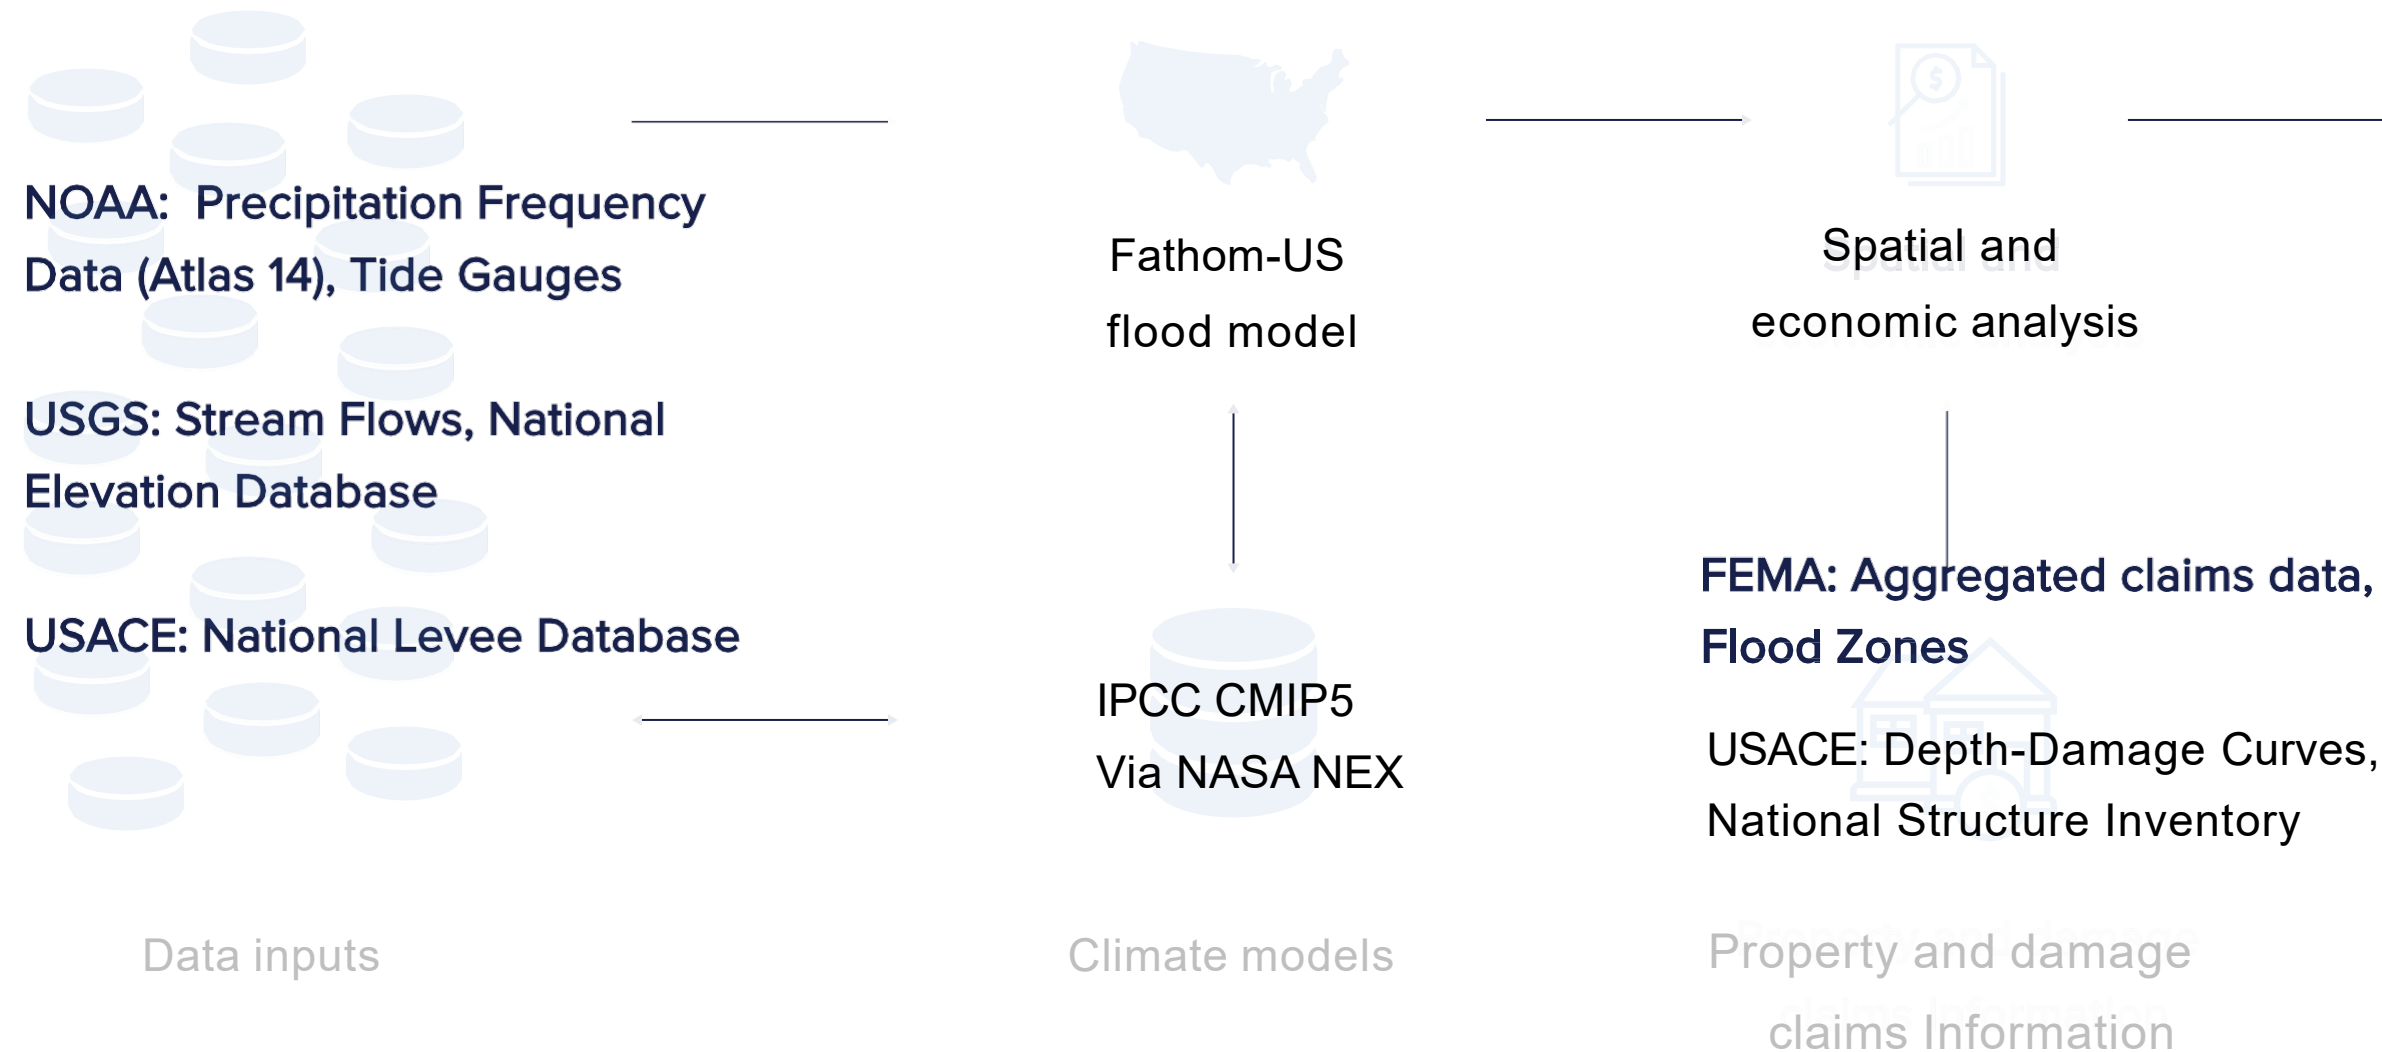 NOAA: Precipitation Frequency
Data (Atlas 14), Tide Gauges
USGS: Stream Flows, National
Elevation Database
USACE: National Levee Database
Data inputs
Fathom-US
flood model
IPCC CMIP5
Via NASA NEX
Climate models
$
Spatial and
economic analysis
FEMA: Aggregated claims data,
Flood Zones
USACE: Depth-Damage Curves,
National Structure Inventory
Property and damage
claims Information